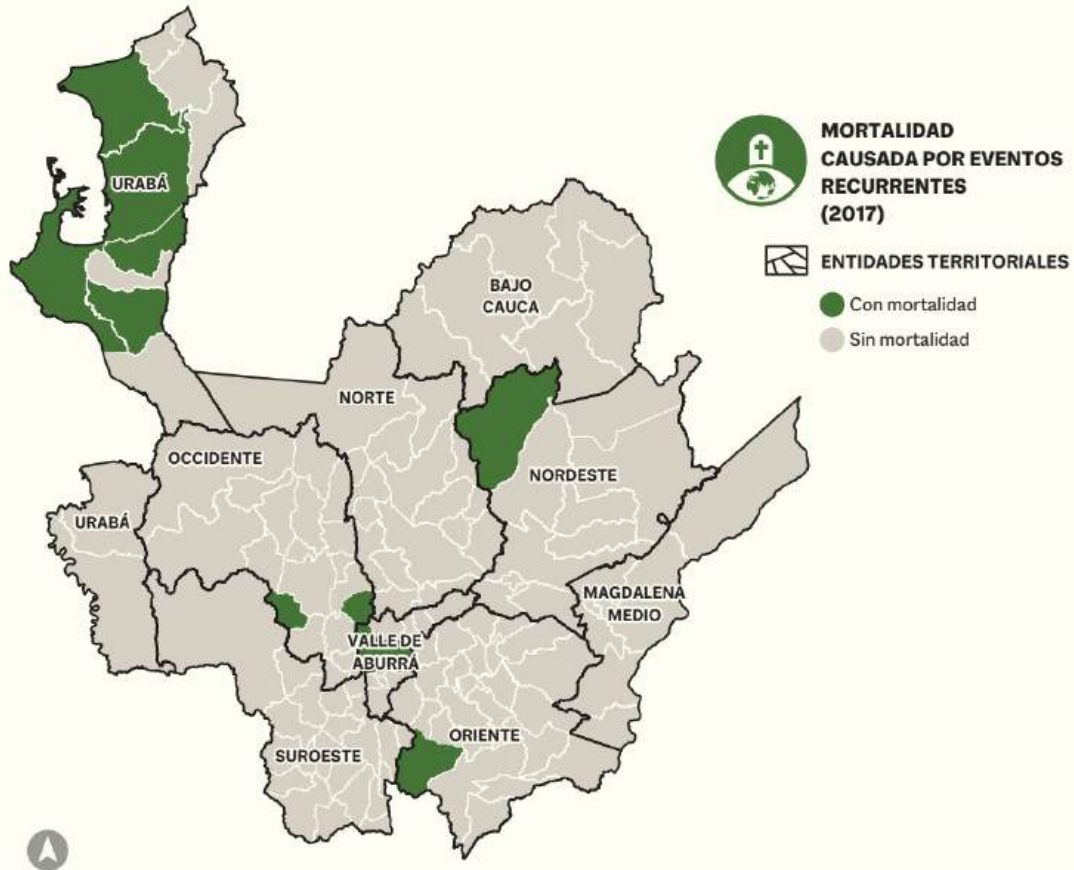 MORTALIDAD
CAUSADA POR EVENTOS
RECURRENTES
(2017)
ENTIDADES TERRITORIALES
Con mortalidad
Sin mortalidad
URABÁ
BAJO
CAUCA
NORTE
OCCIDENTE
NORDESTE
URABÁ
MAGDALENA
MEDIO
VALLE DE
ABURRÁ
ORIENTE
SUROESTE